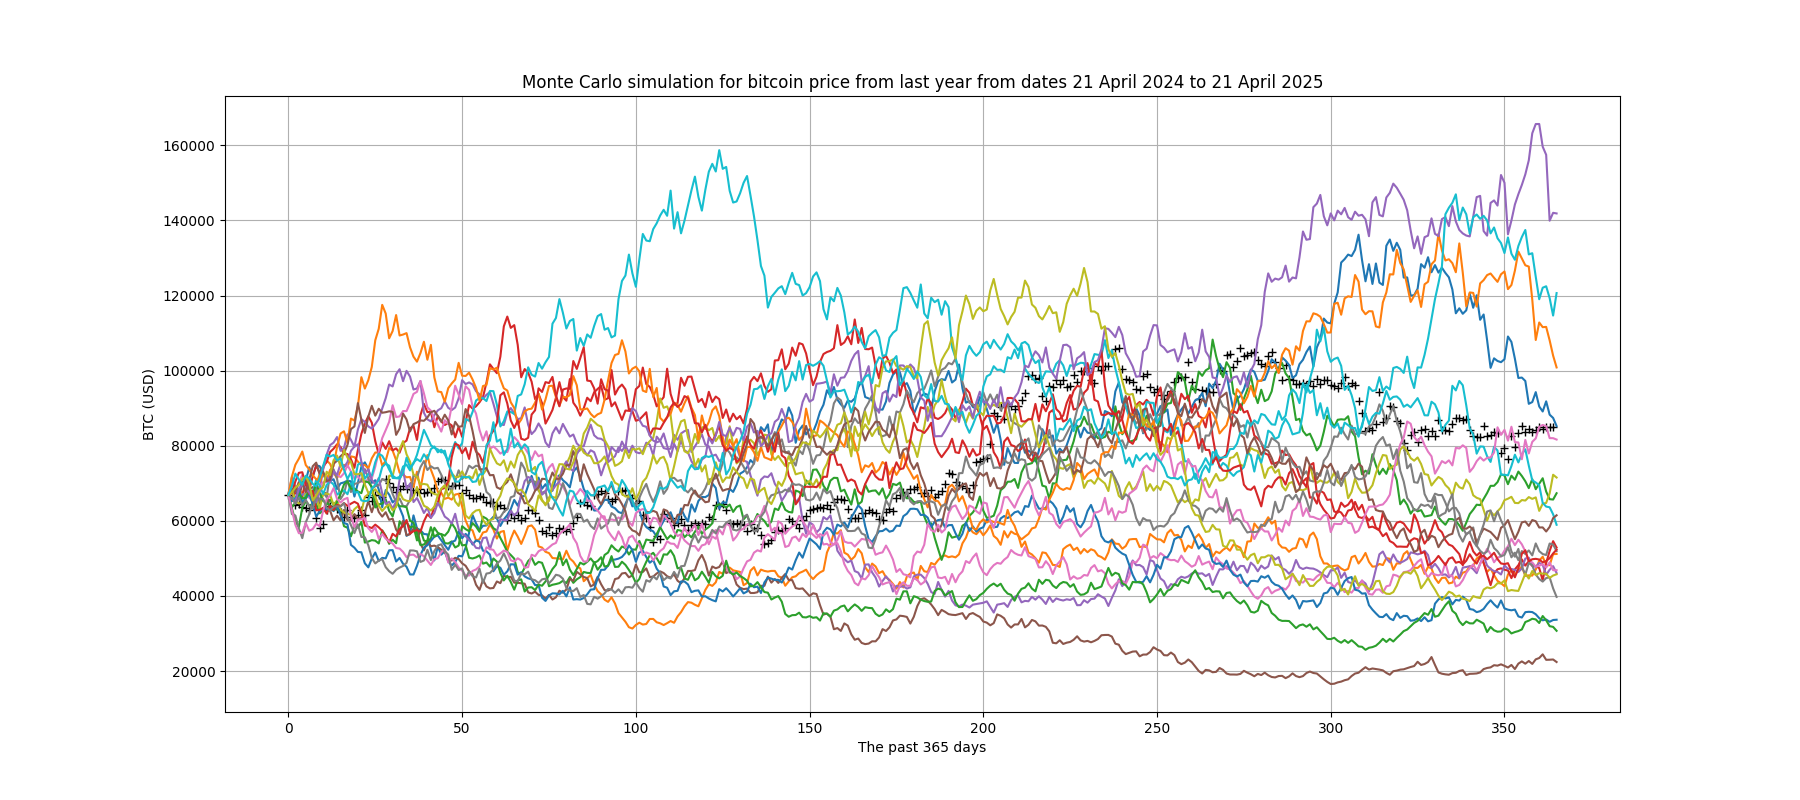 Monte Carlo simulation for bitcoin price from last year from dates 21 April 2024 to 21 April 2025
160000
140000
120000
100000
80000
60000
40000
20000
BTC (USD)
0 50 100 150 200 250 300 350
The past 365 days